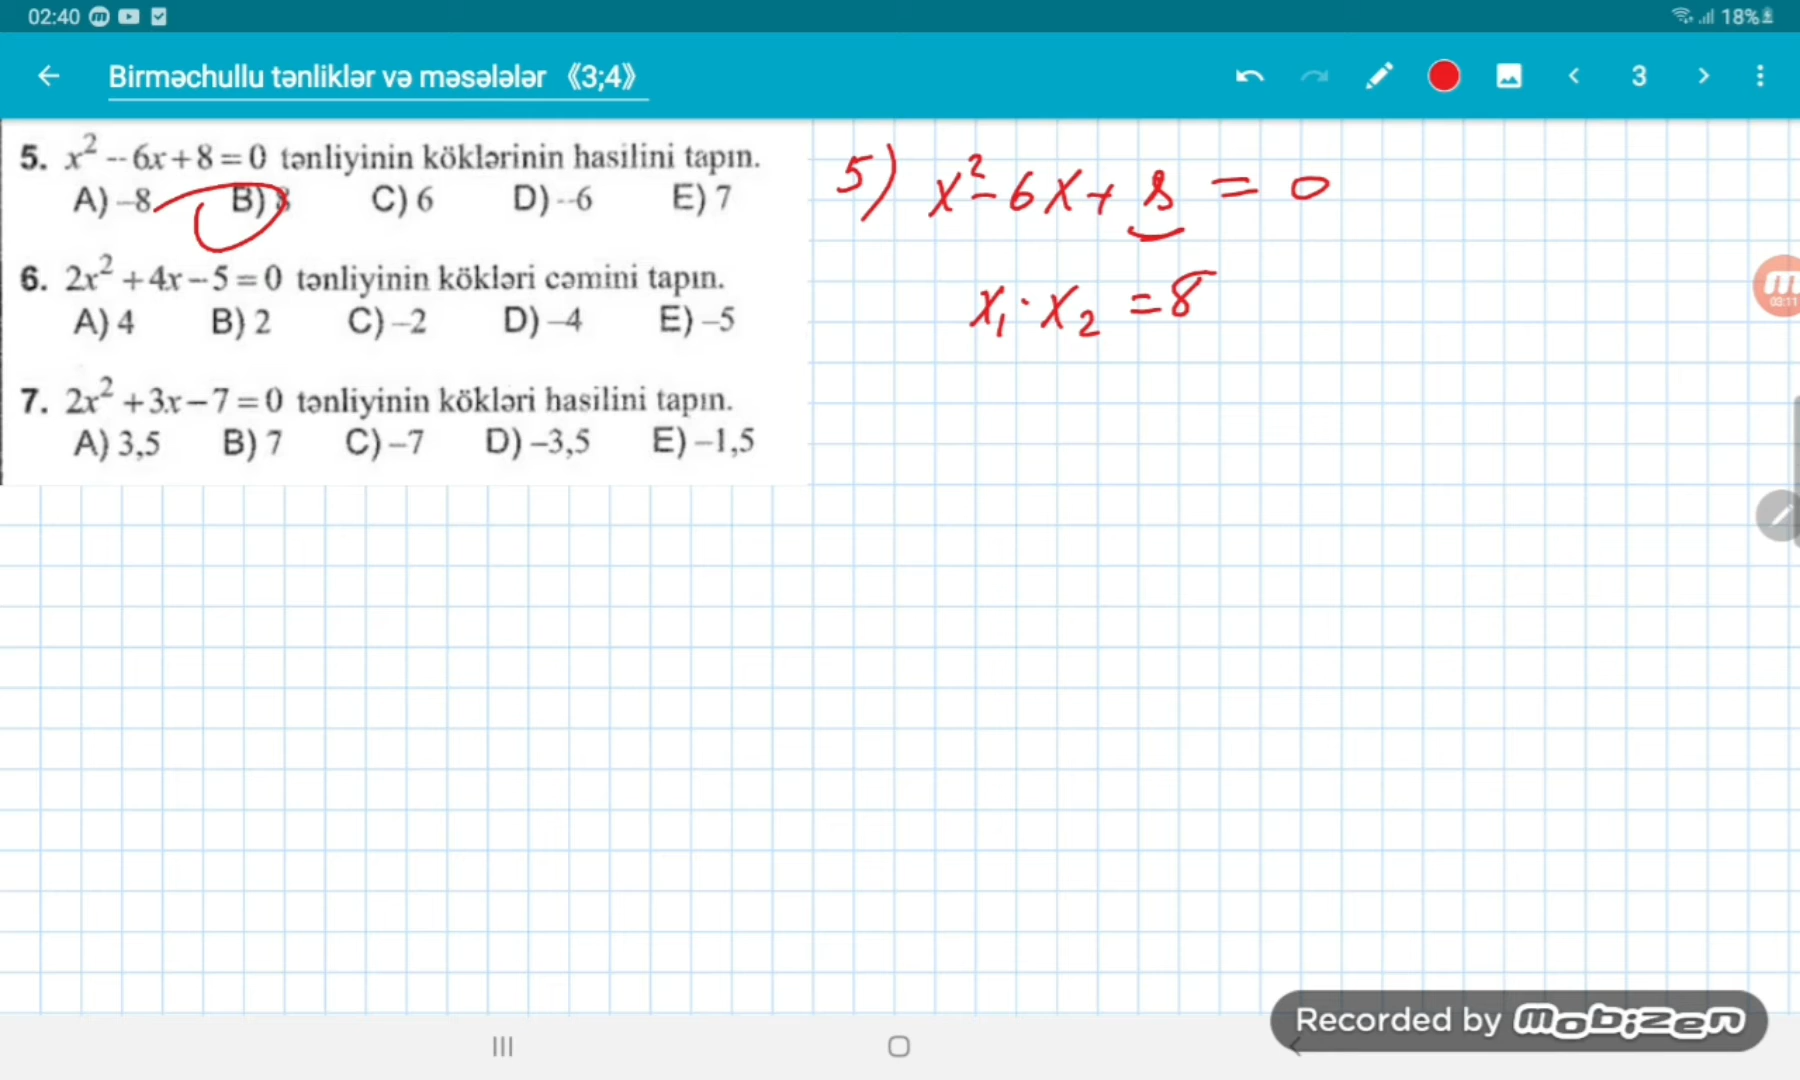 02:40
18%
Birməchullu tənliklər və məsələlər 《3;4》
3
5. x² -- 6x + 8 = 0 tənliyinin köklərinin hasilini tapın.
A) –8 B) 8 C) 6 D) --6 E) 7
6. 2x² + 4x – 5 = 0 tənliyinin kökləri cəmini tapın.
A) 4 B) 2 C) –2 D) –4 E) –5
7. 2x² + 3x – 7 = 0 tənliyinin kökləri hasilini tapın.
A) 3,5 B) 7 C) –7 D) –3,5 E) –1,5
5) x² - 6x + 8 = 0
x₁ · x₂ = 8
03:11
Recorded by mobizen